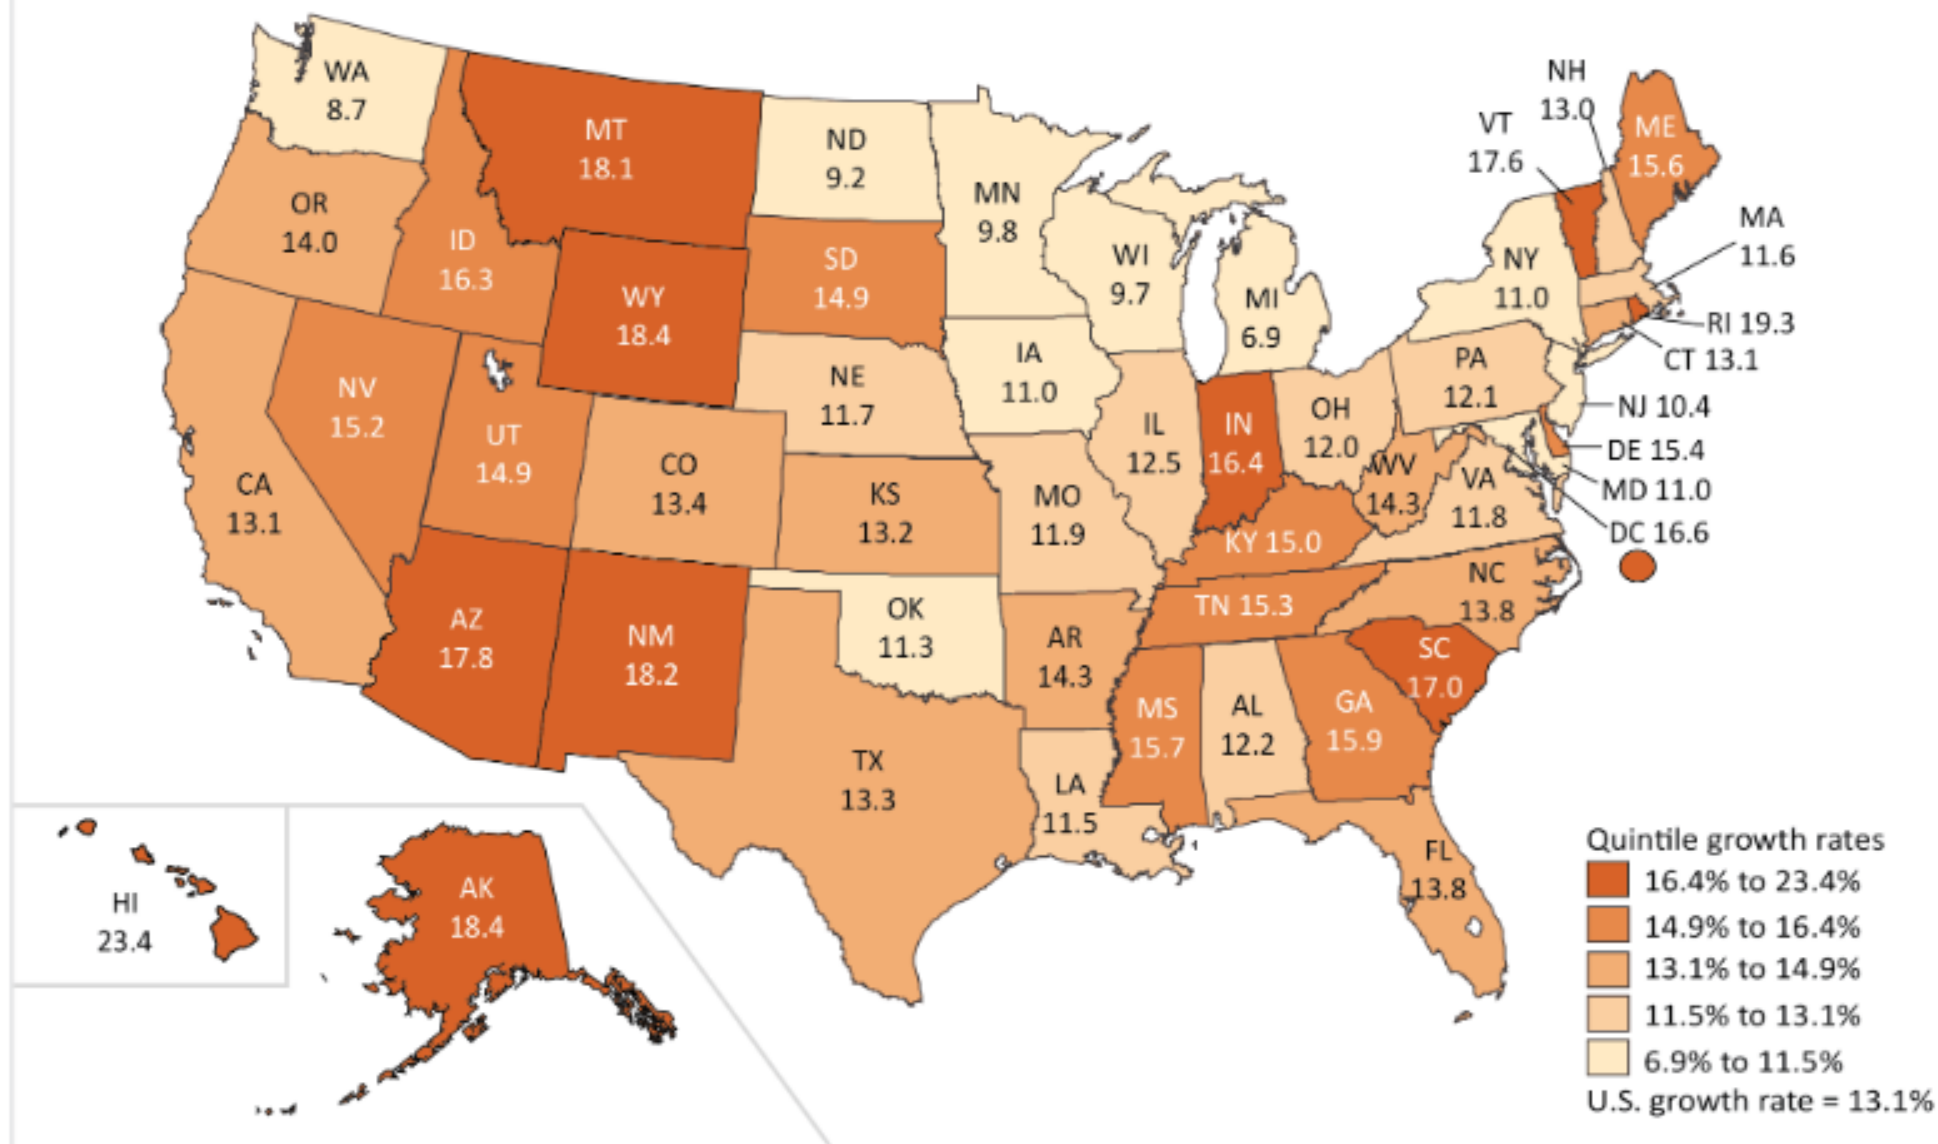 WA
8.7
MT
18.1
ND
9.2
MN
9.8
OR
14.0
ID
16.3
WY
18.4
SD
14.9
WI
9.7
MI
6.9
NH
13.0
VT
17.6
ME
15.6
MA
11.6
NY
11.0
RI 19.3
CT 13.1
NJ 10.4
DE 15.4
MD 11.0
DC 16.6
PA
12.1
NV
15.2
UT
14.9
CO
13.4
NE
11.7
IA
11.0
IL
12.5
IN
16.4
OH
12.0
WV
14.3
VA
11.8
CA
13.1
KS
13.2
MO
11.9
KY 15.0
TN 15.3
NC
13.8
SC
17.0
AZ
17.8
NM
18.2
OK
11.3
AR
14.3
MS
15.7
AL
12.2
GA
15.9
TX
13.3
LA
11.5
FL
13.8
HI
23.4
AK
18.4
Quintile growth rates
16.4% to 23.4%
14.9% to 16.4%
13.1% to 14.9%
11.5% to 13.1%
6.9% to 11.5%
U.S. growth rate = 13.1%